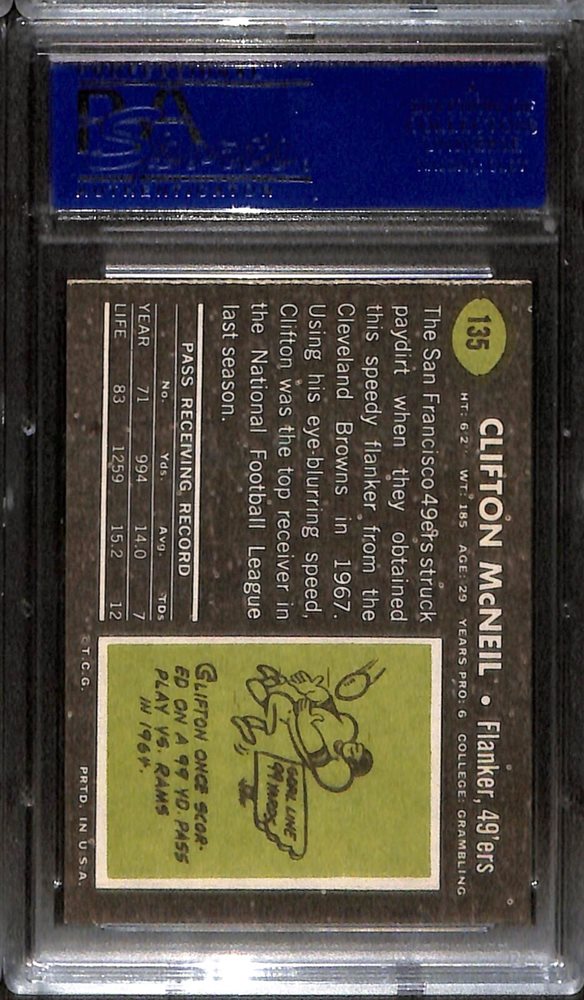 PSA
135
CLIFTON McNEIL • Flanker, 49'ers
HT: 6'2" WT: 185 AGE: 29 YEARS PRO: 6 COLLEGE: GRAMBLING
The San Francisco 49ers struck
paydirt when they obtained
this speedy flanker from the
Cleveland Browns in 1967.
Using his eye-blurring speed,
Clifton was the top receiver in
the National Football League
last season.
PASS RECEIVING RECORD
No. Yds. Avg. TDs
YEAR 71 994 14.0 7
LIFE 83 1259 15.2 12
GOAL LINE
99 YARDS
CLIFTON ONCE SCOR-
ED ON A 99 YD. PASS
PLAY VS. RAMS
IN 1964.
© T.C.G. PRTD. IN U.S.A.